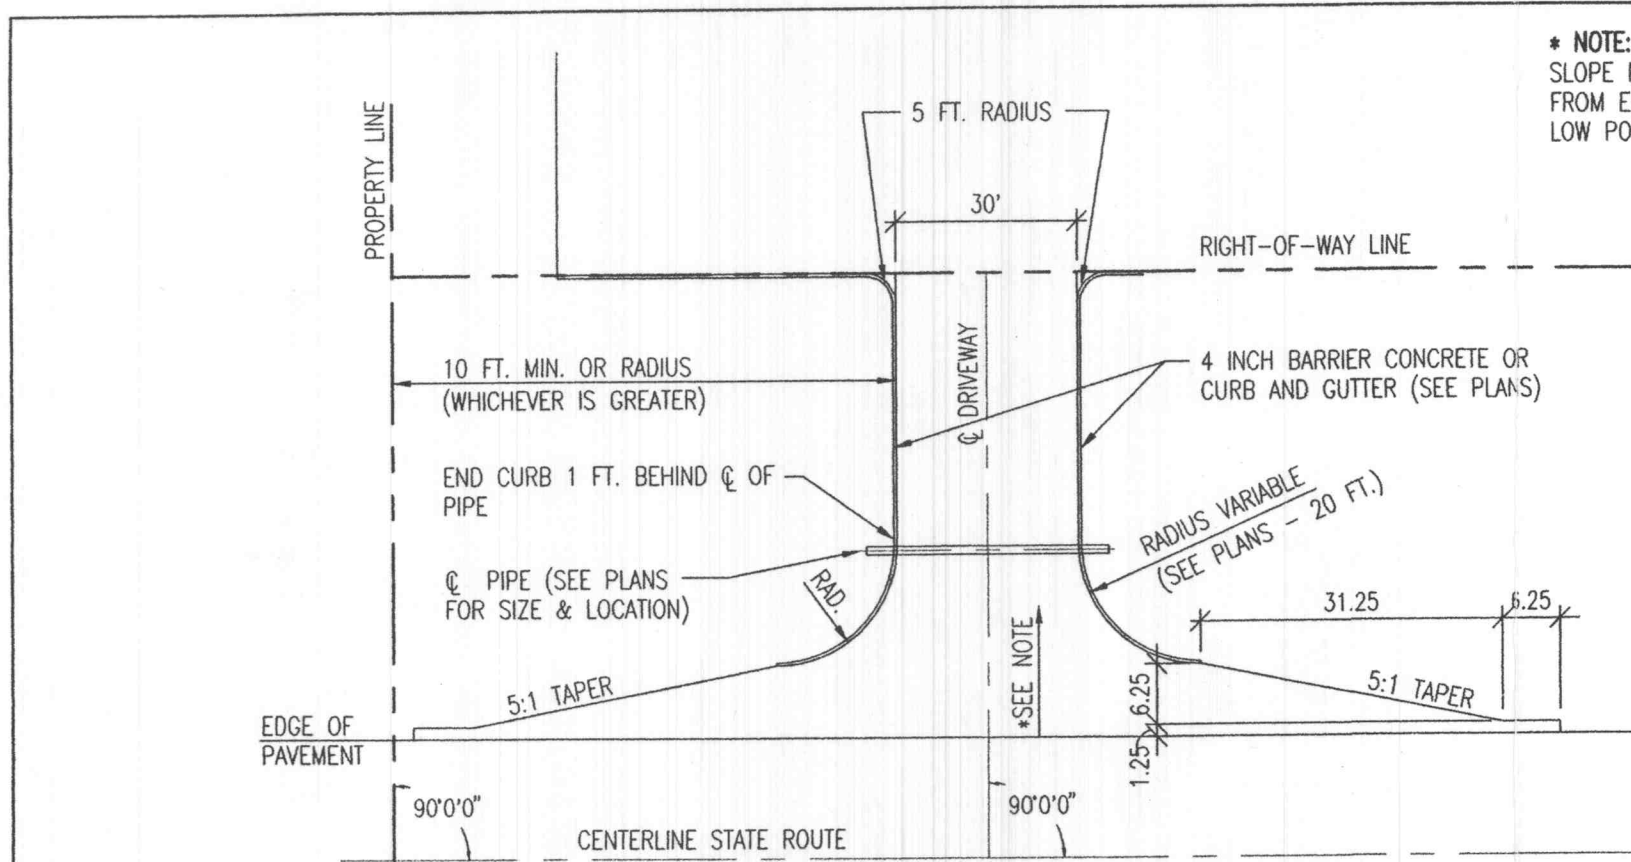 * NOTE:
SLOPE
FROM
LOW
PROPERTY LINE
5 FT. RADIUS
30'
RIGHT-OF-WAY LINE
10 FT. MIN. OR RADIUS
(WHICHEVER IS GREATER)
℄ DRIVEWAY
4 INCH BARRIER CONCRETE OR
CURB AND GUTTER (SEE PLANS)
END CURB 1 FT. BEHIND ℄ OF
PIPE
RADIUS VARIABLE
(SEE PLANS - 20 FT.)
℄ PIPE (SEE PLANS
FOR SIZE & LOCATION)
RAD.
31.25
6.25
*SEE NOTE
6.25
5:1 TAPER
5:1 TAPER
EDGE OF
PAVEMENT
1.25
90°0'0"
90°0'0"
CENTERLINE STATE ROUTE